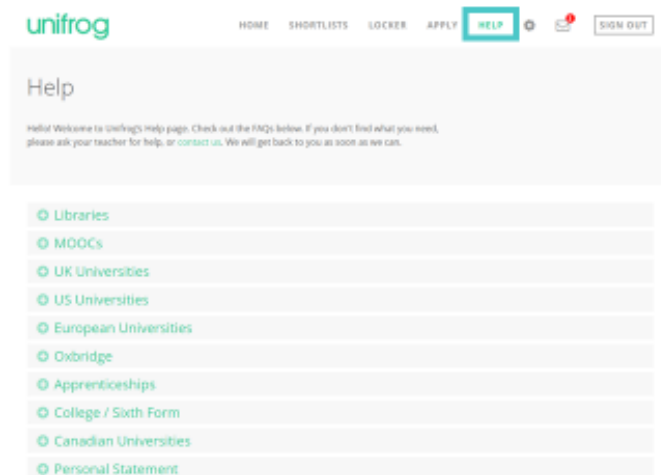 unifrog
HOME SHORTLISTS LOCKER APPLY HELP SIGN OUT
Help
Hello! Welcome to Unifrog's Help page. Check out the FAQs below. If you don't find what you need,
please ask your teacher for help, or contact us. We will get back to you as soon as we can.
Libraries
MOOCs
UK Universities
US Universities
European Universities
Oxbridge
Apprenticeships
College / Sixth Form
Canadian Universities
Personal Statement